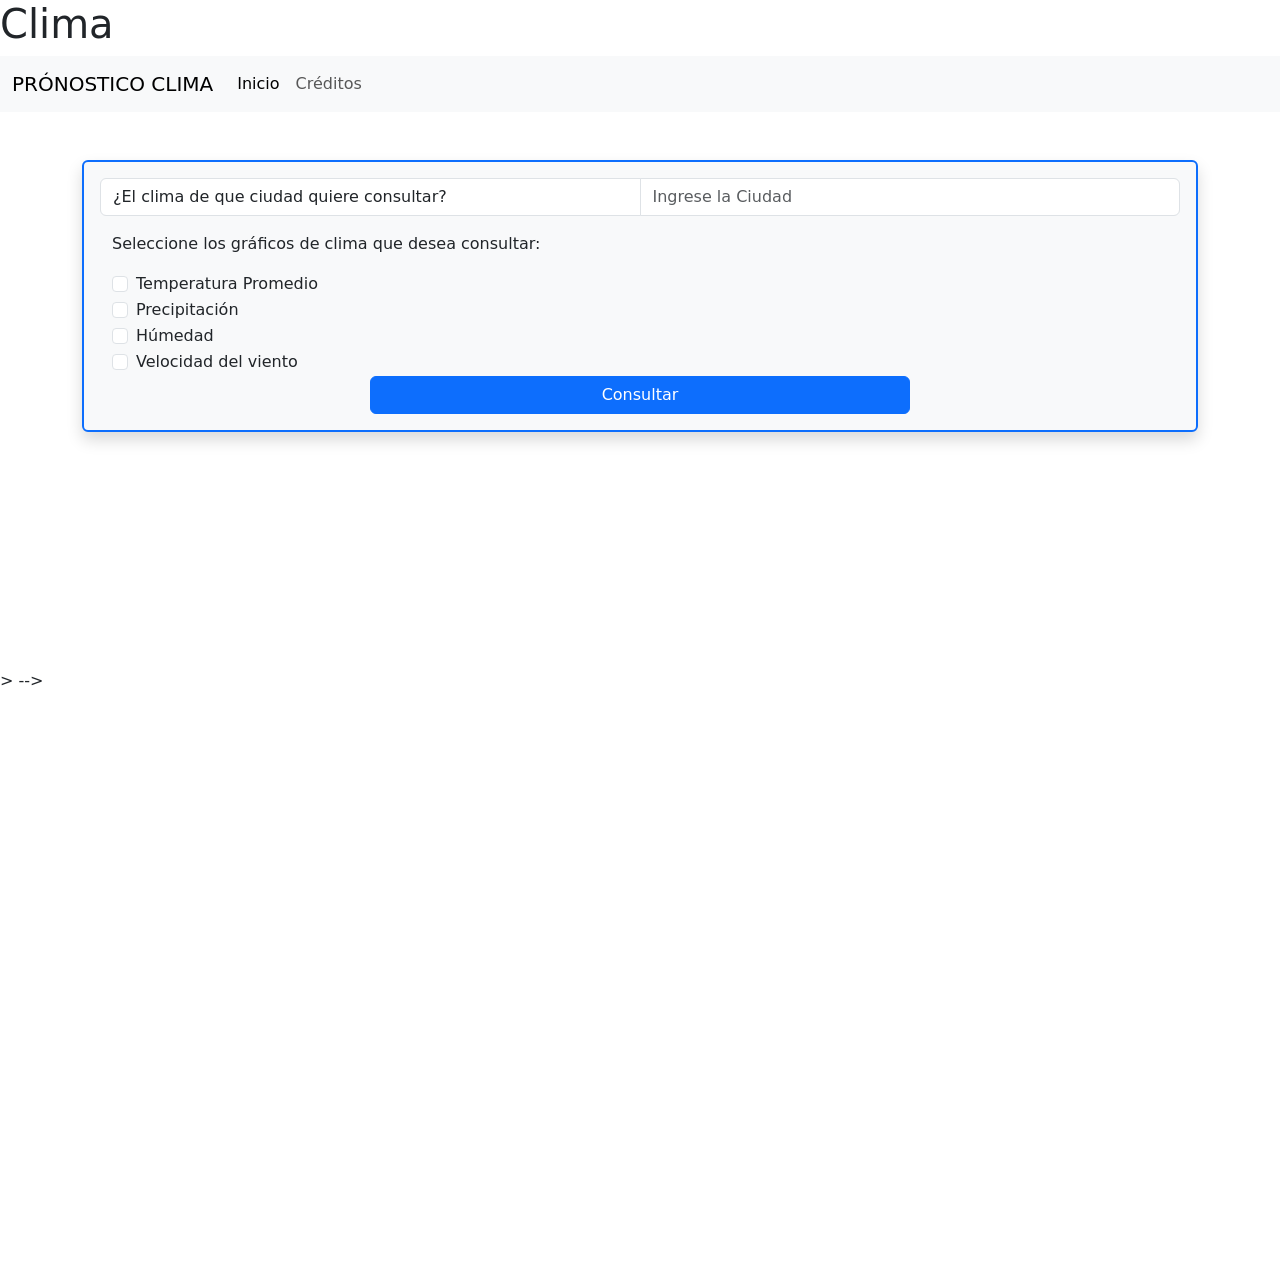 Clima
PRÓNOSTICO CLIMA Inicio Créditos
¿El clima de que ciudad quiere consultar? Ingrese la Ciudad
Seleccione los gráficos de clima que desea consultar:
Temperatura Promedio
Precipitación
Húmedad
Velocidad del viento
Consultar
> -->